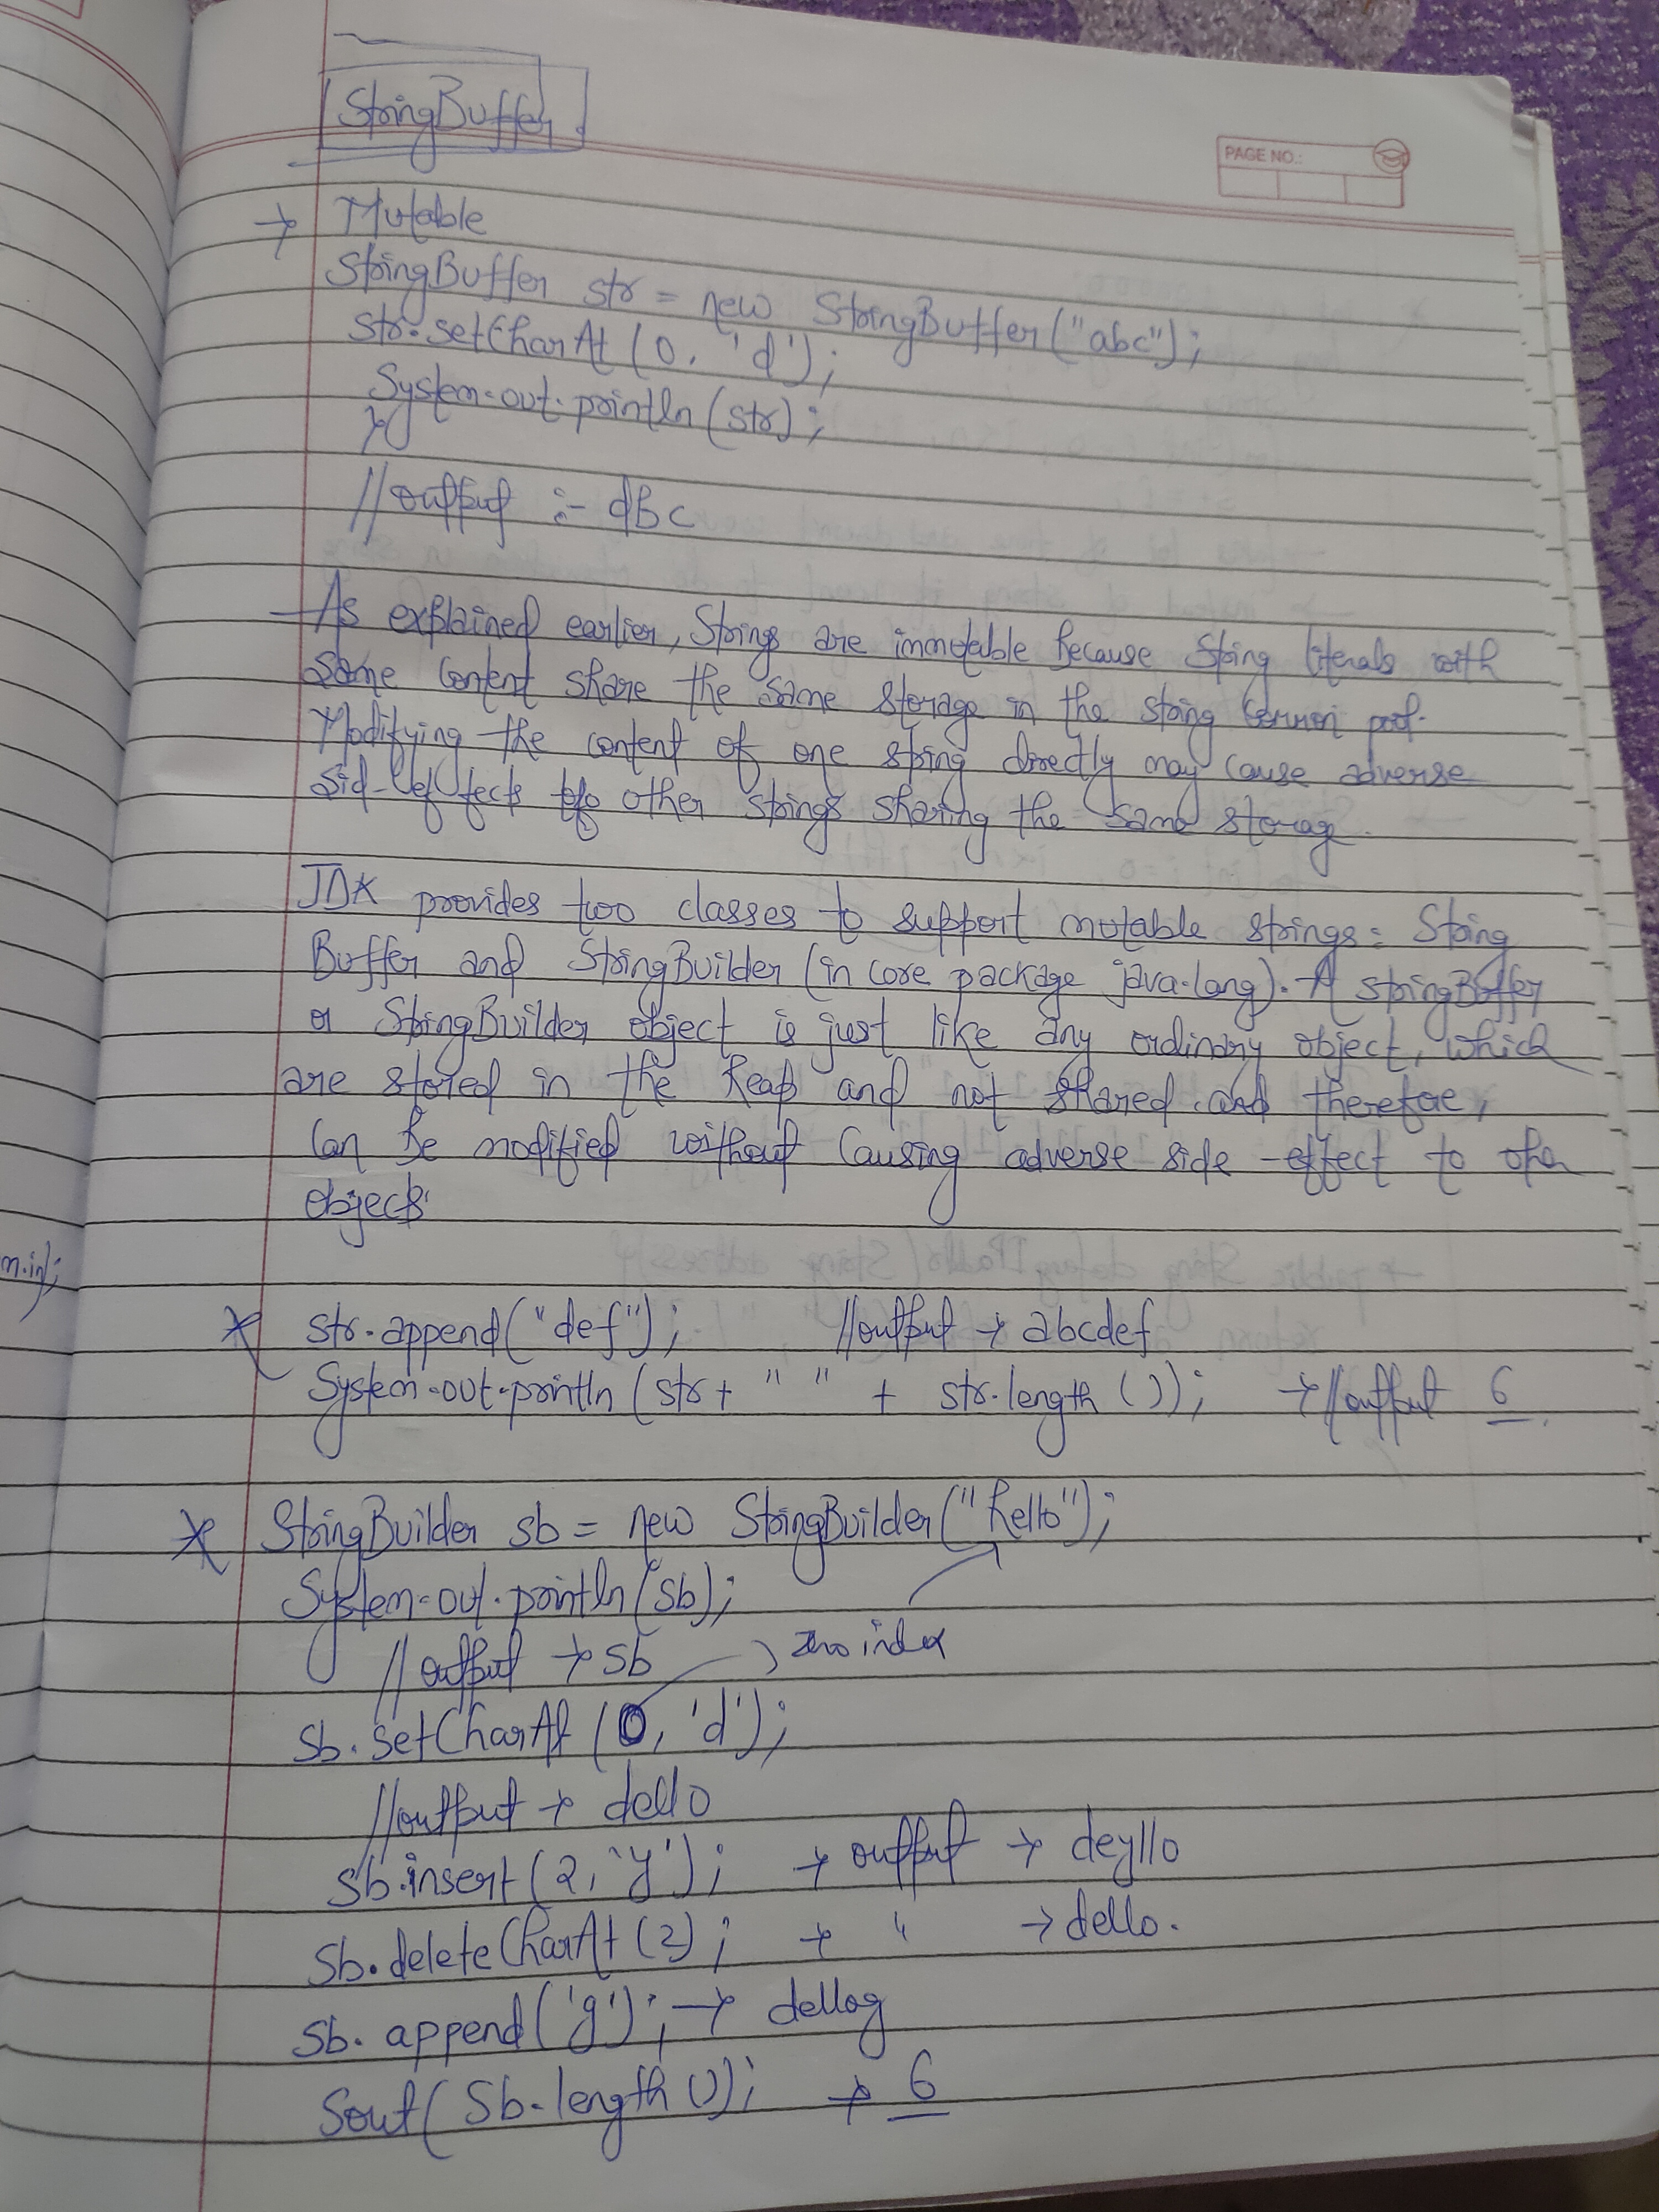 StringBuffer
PAGE NO.:
→ Mutable
StringBuffer str = new StringBuffer("abc");
str.setCharAt (0, 'd');
System.out.println(str);
}
//output :- dbc
— As explained earlier, Strings are immutable because String literals with
same content share the same storage in the string common pool.
Modifying the content of one string directly may cause adverse
sid-effects to other strings sharing the same storage.
JDK provides two classes to support mutable strings: String
Buffer and StringBuilder (in core package java.lang). A StringBuffer
or StringBuilder object is just like any ordinary object, which
are stored in the heap and not shared and therefore,
can be modified without causing adverse side-effect to other
objects.
n.in);
* str.append("def"); //output → abcdef
System.out.println (str + " " + str.length ()); → //output 6
* StringBuilder sb = new StringBuilder("hello");
System.out.println(sb);
//output → sb zero index
sb.setCharAt (0, 'd');
//output → dello
sb.insert (2, 'y'); → output → deyllo
sb.deleteCharAt (2); → " → dello.
sb.append('g'); → dellog
Sout( Sb.length ()); → 6